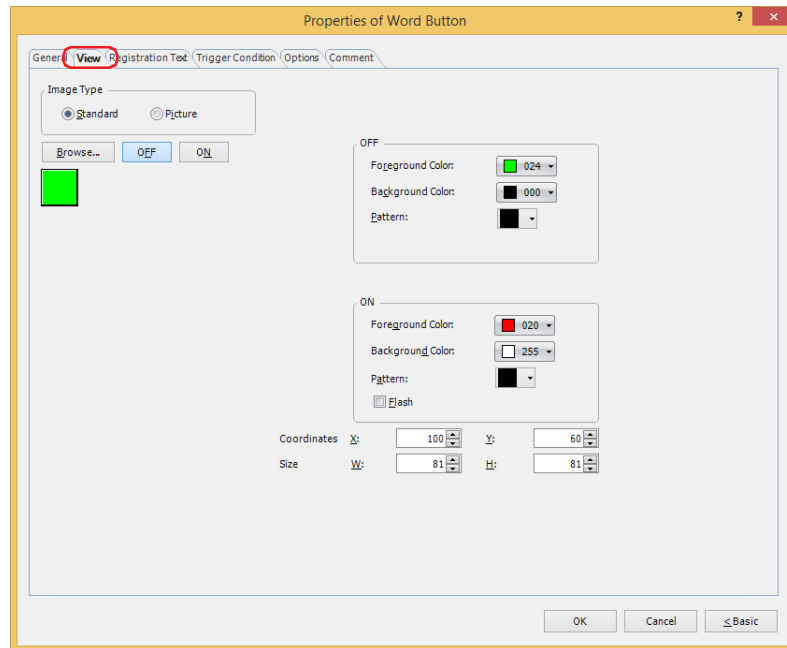 Properties of Word Button
? ×
General View Registration Text Trigger Condition Options Comment
Image Type
Standard Picture
Browse... OFF ON
OFF
Foreground Color: 024
Background Color: 000
Pattern:
ON
Foreground Color: 020
Background Color: 255
Pattern:
Flash
Coordinates X: 100 Y: 60
Size W: 81 H: 81
OK Cancel < Basic